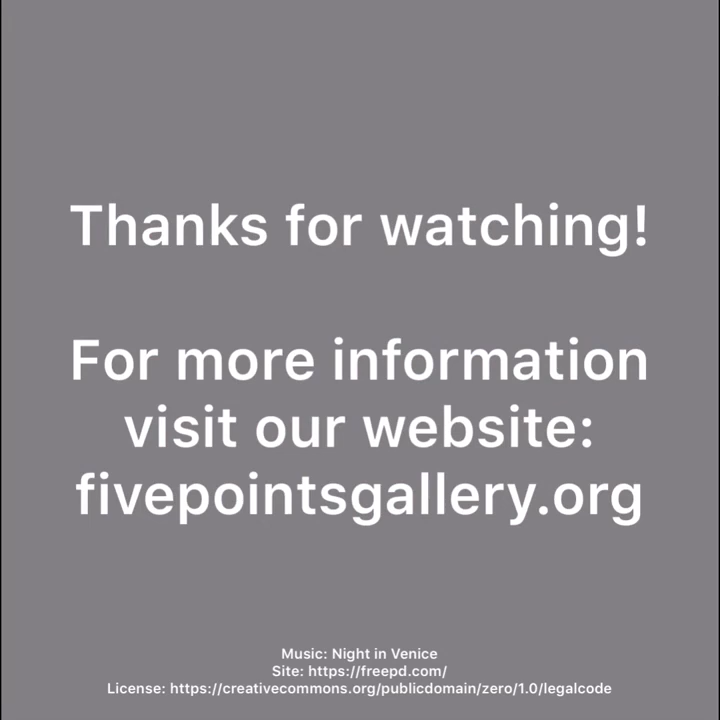 Thanks for watching!
For more information
visit our website:
fivepointsgallery.org
Music: Night in Venice
Site: https://freepd.com/
License: https://creativecommons.org/publicdomain/zero/1.0/legalcode